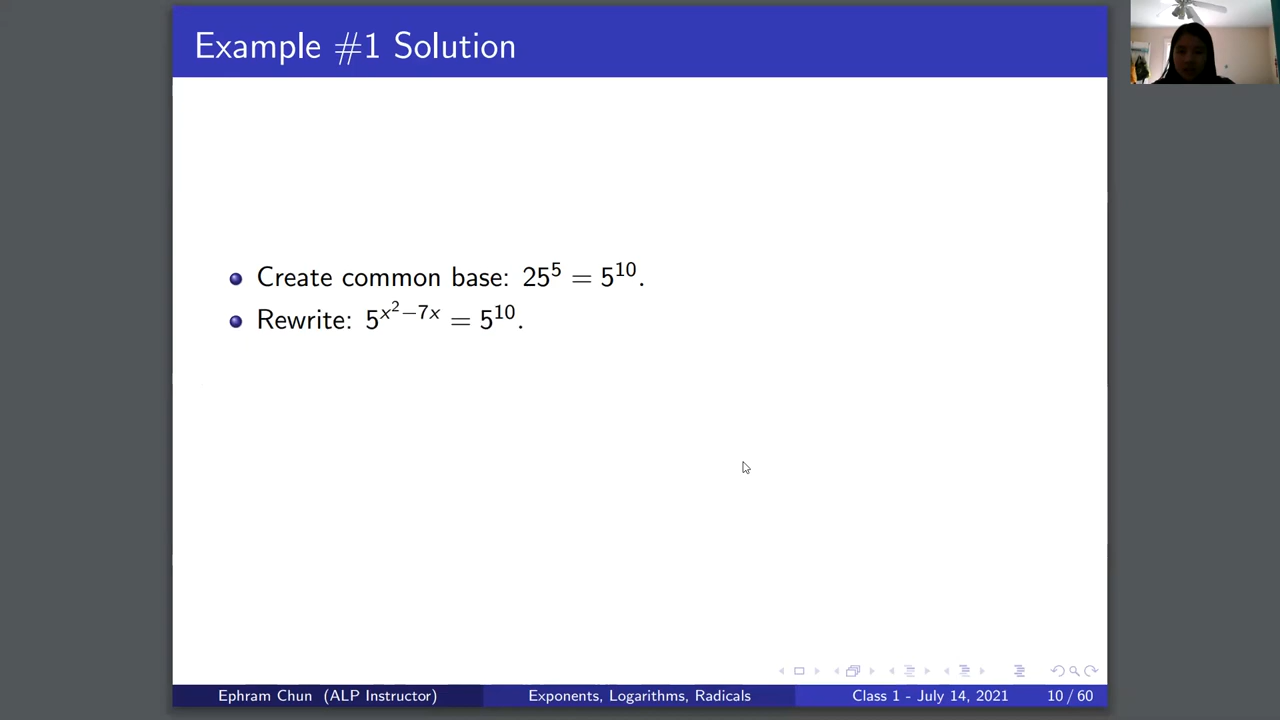 Example #1 Solution
Create common base: 25⁵ = 5¹⁰.
Rewrite: 5^{x²−7x} = 5¹⁰.
Ephram Chun (ALP Instructor) Exponents, Logarithms, Radicals Class 1 - July 14, 2021 10 / 60